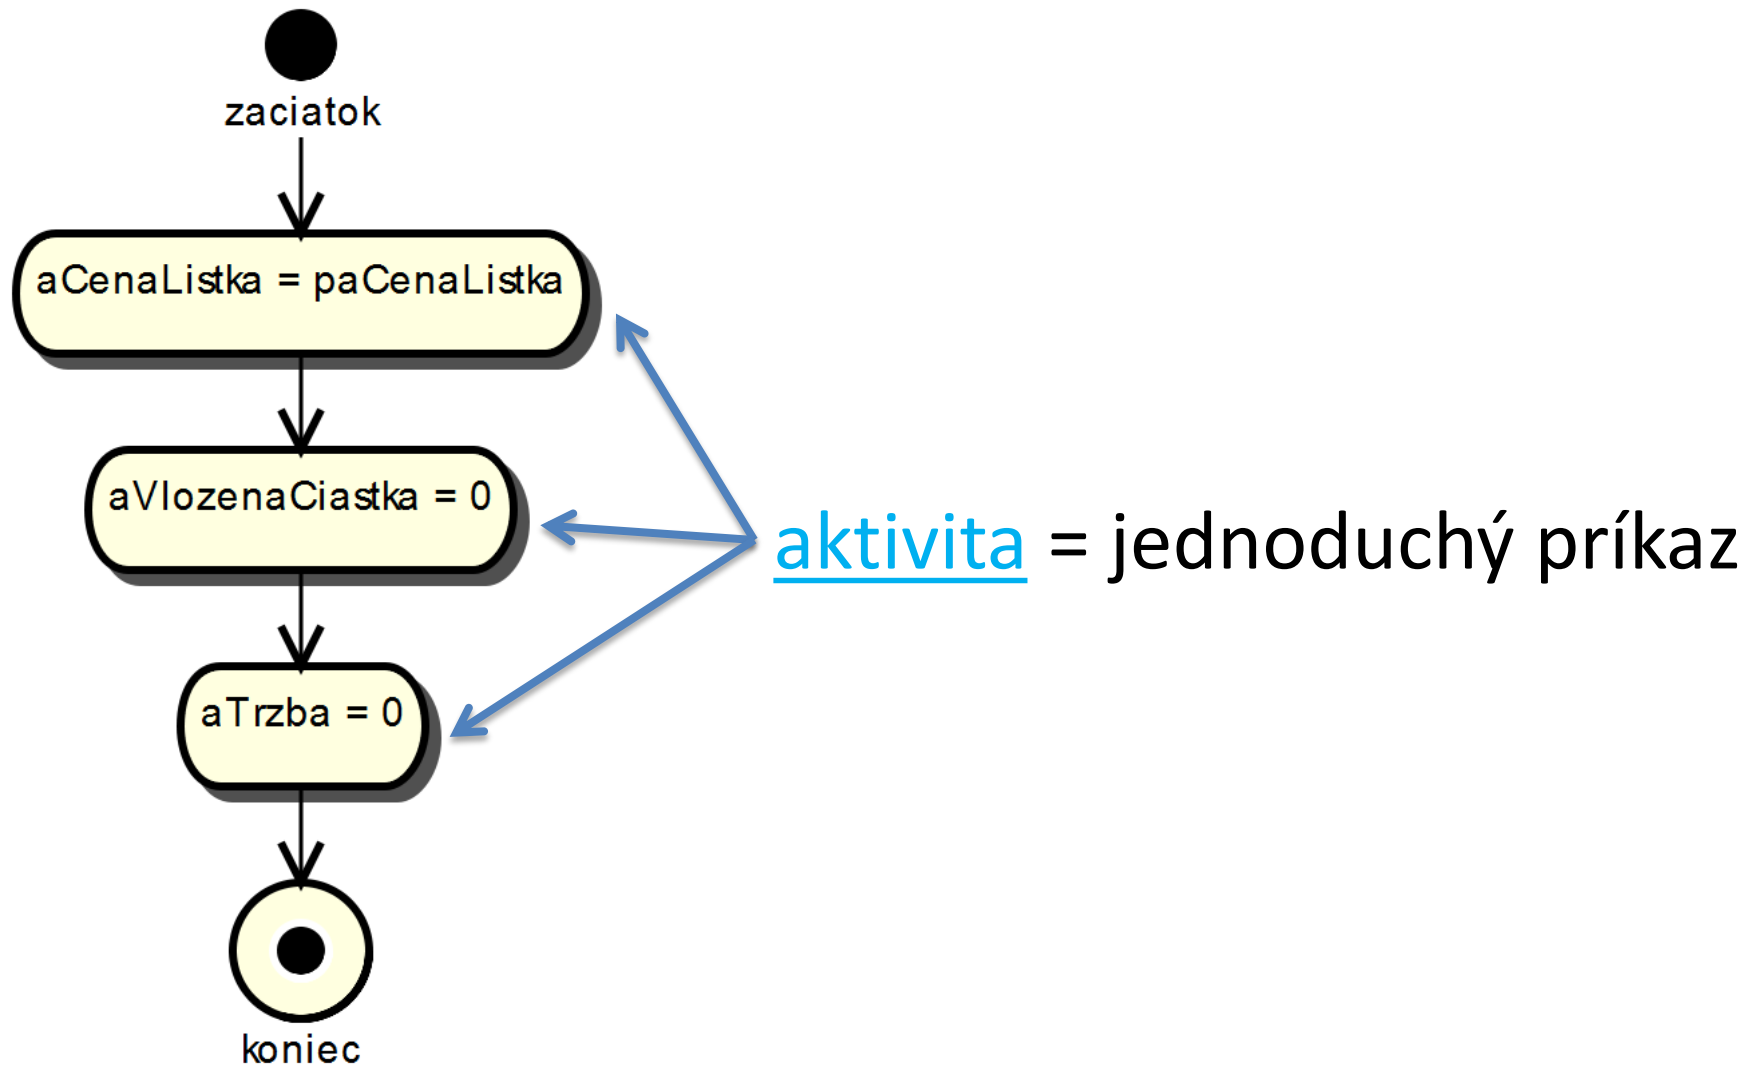 zaciatok
aCenaListka = paCenaListka
aVlozenaCiastka = 0
aktivita = jednoduchý príkaz
aTrzba = 0
koniec